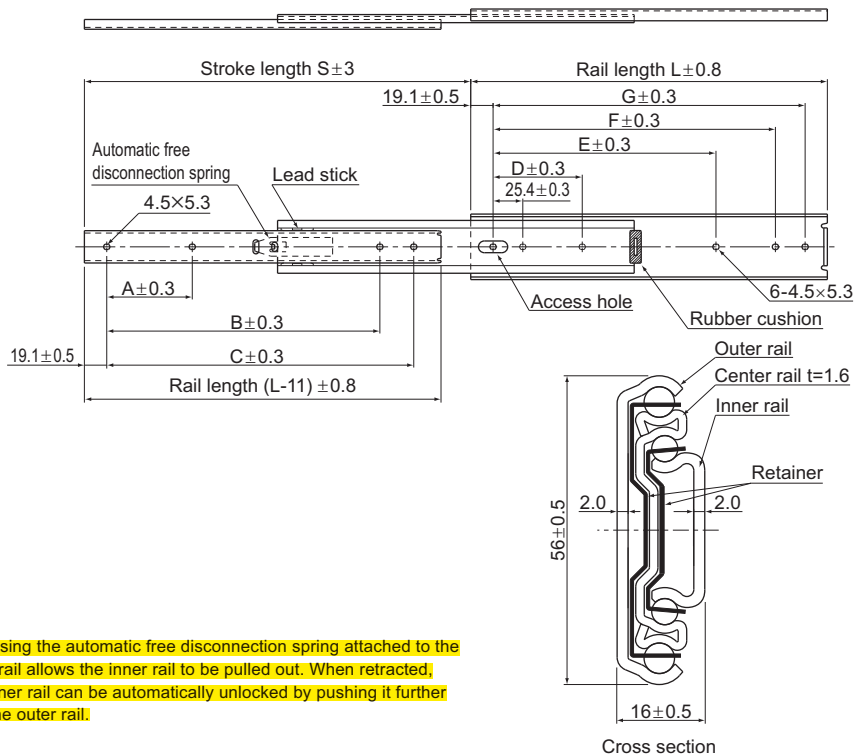 Stroke length S±3
Rail length L±0.8
19.1±0.5
G±0.3
F±0.3
E±0.3
Automatic free
disconnection spring
Lead stick
D±0.3
25.4±0.3
4.5×5.3
A±0.3
Access hole
6-4.5×5.3
B±0.3
Rubber cushion
19.1±0.5
C±0.3
Rail length (L-11) ±0.8
Outer rail
Center rail t=1.6
Inner rail
Retainer
2.0
2.0
56±0.5
sing the automatic free disconnection spring attached to the
rail allows the inner rail to be pulled out. When retracted,
ner rail can be automatically unlocked by pushing it further
ne outer rail.
16±0.5
Cross section